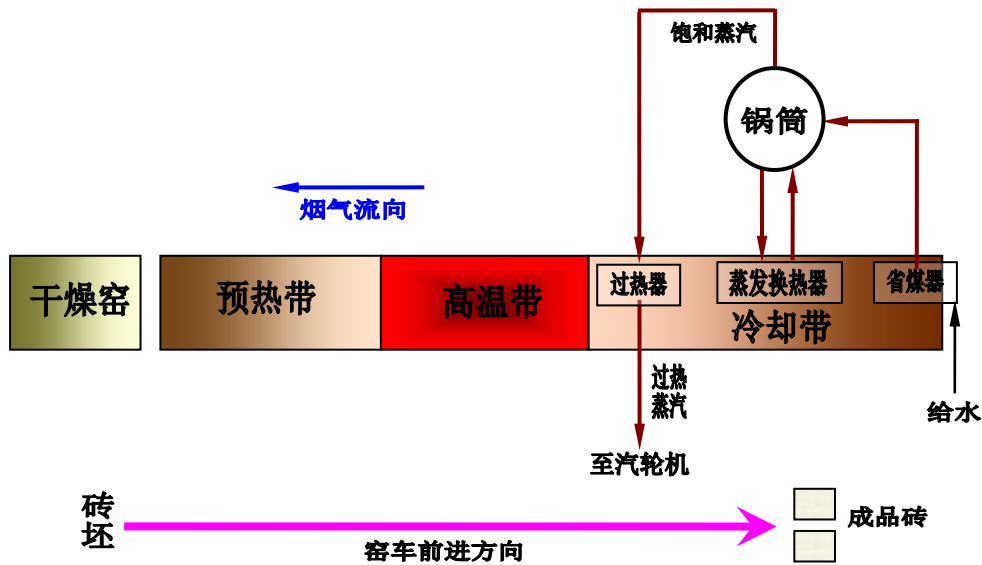 饱和蒸汽
锅筒
烟气流向
干燥窑
预热带
高温带
过热器
蒸发换热器
省煤器
冷却带
过热
蒸汽
给水
至汽轮机
砖
坯
成品砖
窑车前进方向